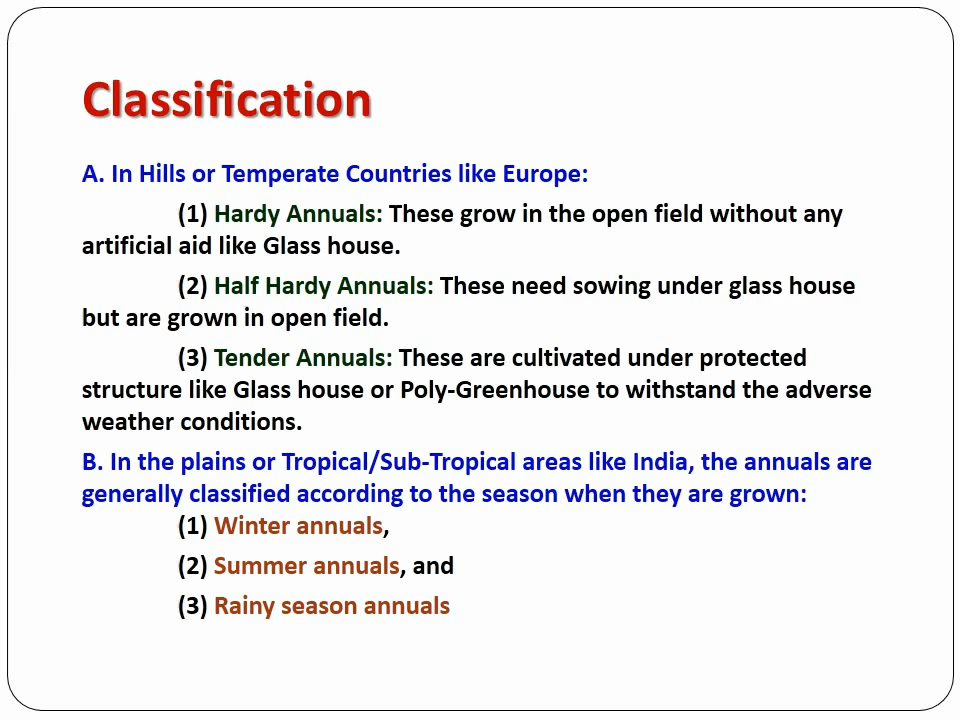 Classification
A. In Hills or Temperate Countries like Europe:
(1) Hardy Annuals: These grow in the open field without any
artificial aid like Glass house.
(2) Half Hardy Annuals: These need sowing under glass house
but are grown in open field.
(3) Tender Annuals: These are cultivated under protected
structure like Glass house or Poly-Greenhouse to withstand the adverse
weather conditions.
B. In the plains or Tropical/Sub-Tropical areas like India, the annuals are
generally classified according to the season when they are grown:
(1) Winter annuals,
(2) Summer annuals, and
(3) Rainy season annuals